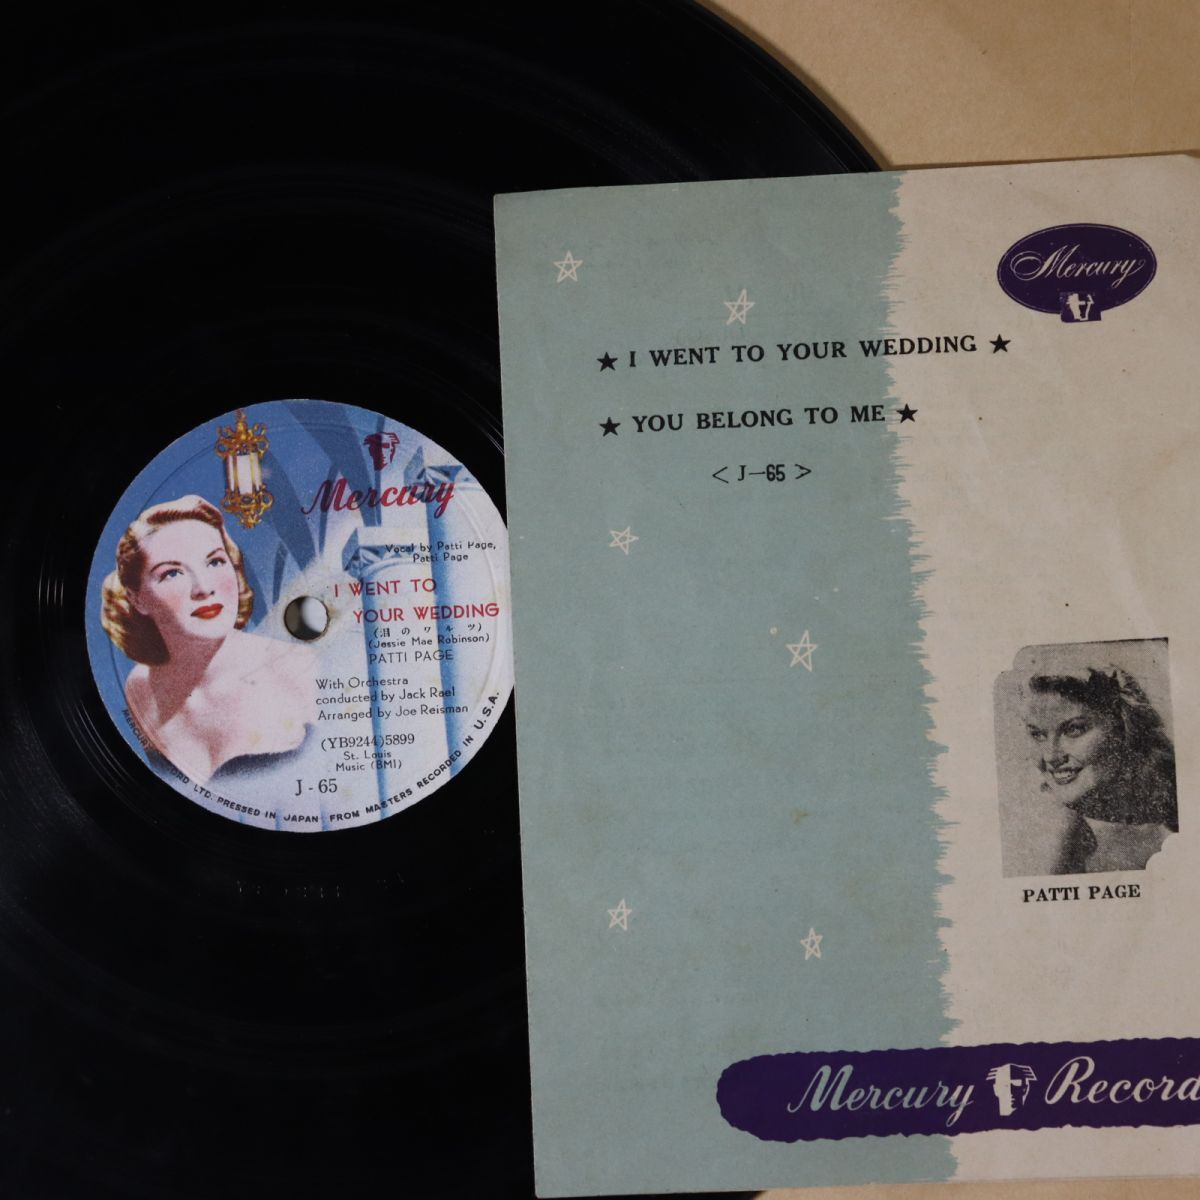 Mercury
Vocal by Patti Page,
Patti Page
I WENT TO
YOUR WEDDING
(涙のワルツ)
(Jessie Mae Robinson)
PATTI PAGE
With Orchestra
conducted by Jack Rael
Arranged by Joe Reisman
(YB9244)5899
St. Louis
Music (BMI)
J - 65
MERCURY RECORD LTD. PRESSED IN JAPAN FROM MASTERS RECORDED IN U.S.A.
Mercury
★ I WENT TO YOUR WEDDING ★
★ YOU BELONG TO ME ★
< J—65 >
PATTI PAGE
Mercury Record